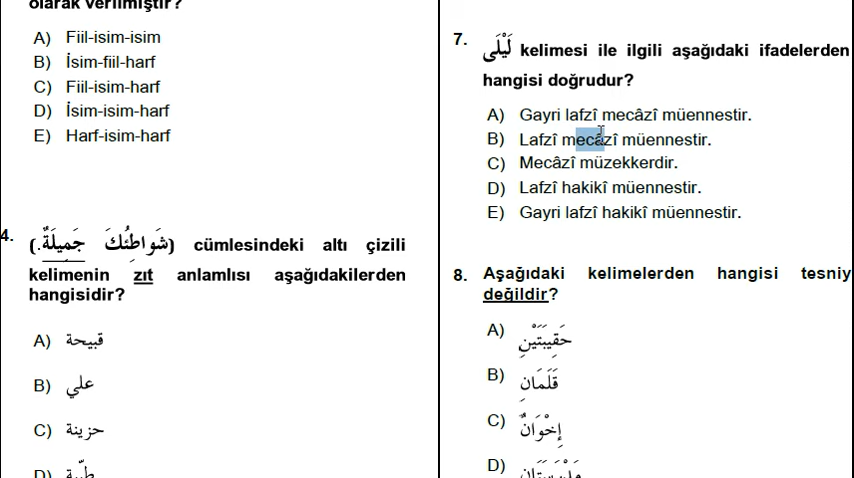 olarak verilmiştir?
A) Fiil-isim-isim
B) İsim-fiil-harf
C) Fiil-isim-harf
D) İsim-isim-harf
E) Harf-isim-harf
4. (شَوَاطِئُكَ جَمِيلَةٌ.) cümlesindeki altı çizili
kelimenin zıt anlamlısı aşağıdakilerden
hangisidir?
A) قبيحة
B) علي
C) حزينة
D) طيّبة
7. لَيْلَى kelimesi ile ilgili aşağıdaki ifadelerden
hangisi doğrudur?
A) Gayri lafzî mecâzî müennestir.
B) Lafzî mecâzî müennestir.
C) Mecâzî müzekkerdir.
D) Lafzî hakikî müennestir.
E) Gayri lafzî hakikî müennestir.
8. Aşağıdaki kelimelerden hangisi tesniy
değildir?
A) حَقِيبَتَيْنِ
B) قَلَمَانِ
C) إِخْوَانٌ
D)